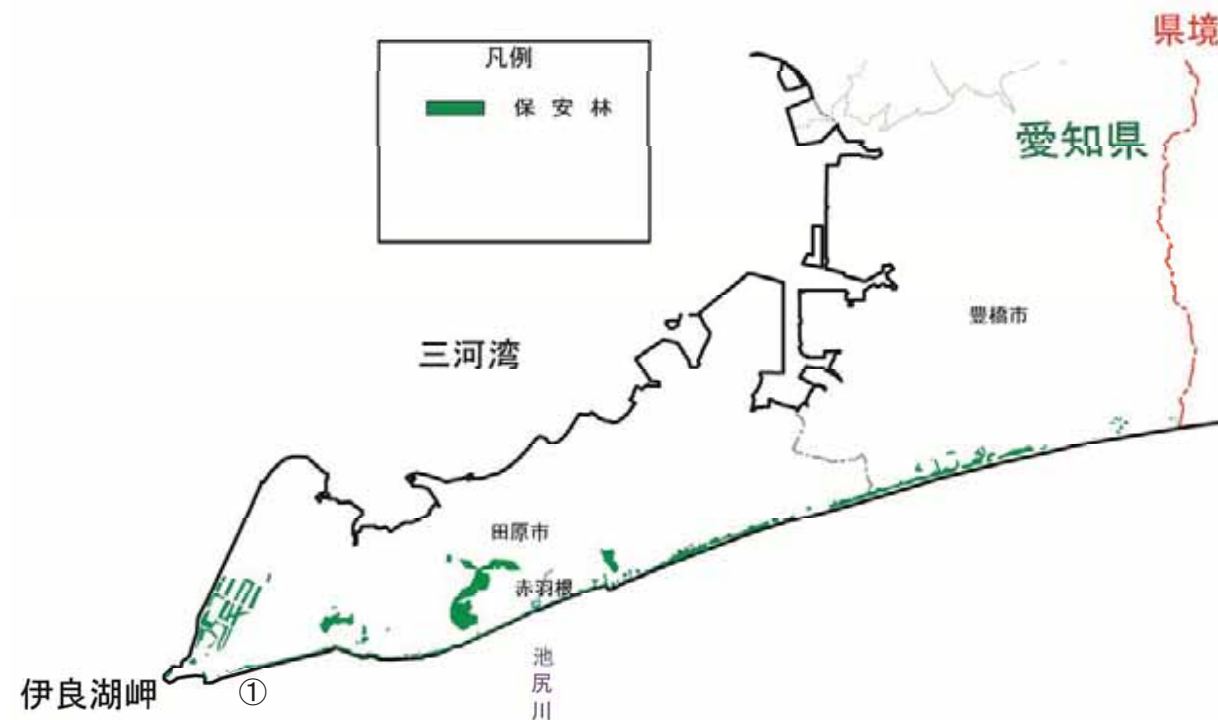 県境
凡例
保 安 林
愛知県
三河湾
豊橋市
田原市
赤羽根
池尻川
伊良湖岬
①